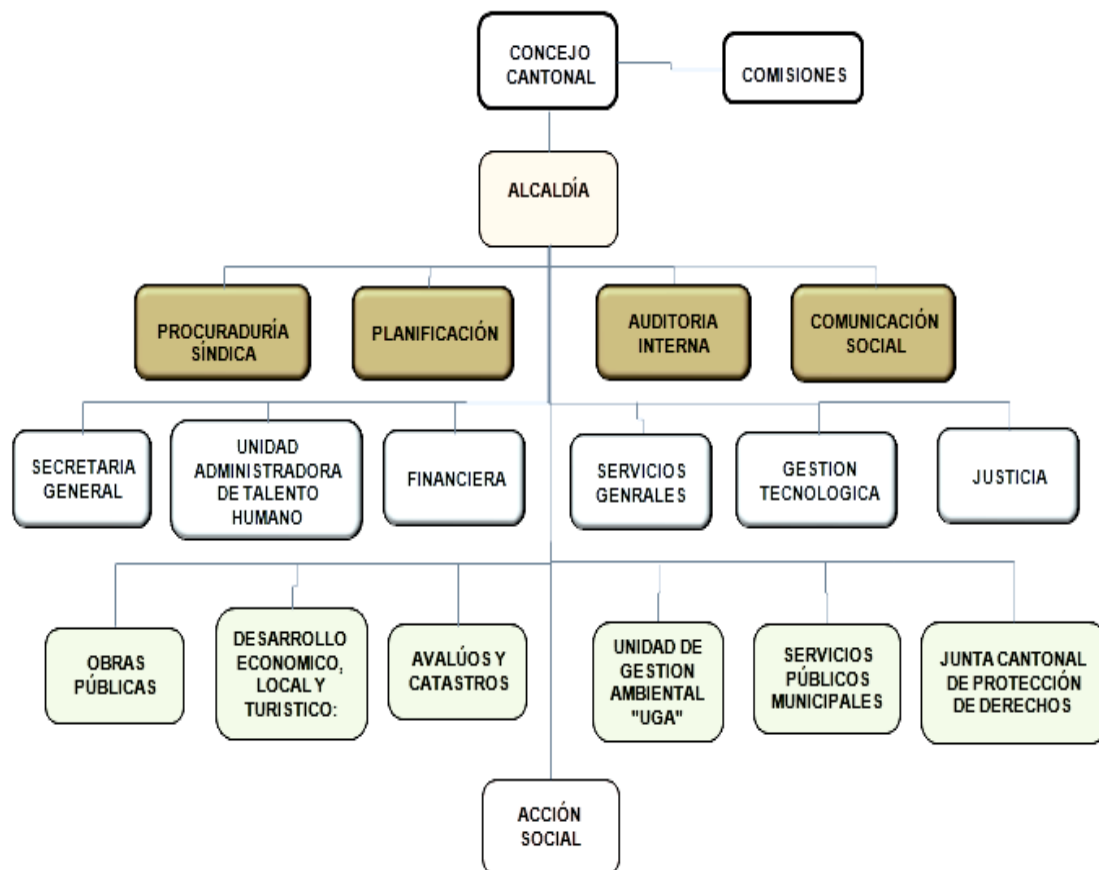 CONCEJO
CANTONAL
COMISIONES
ALCALDÍA
PROCURADURÍA
SÍNDICA
PLANIFICACIÓN
AUDITORIA
INTERNA
COMUNICACIÓN
SOCIAL
SECRETARIA
GENERAL
UNIDAD
ADMINISTRADORA
DE TALENTO
HUMANO
FINANCIERA
SERVICIOS
GENRALES
GESTION
TECNOLOGICA
JUSTICIA
OBRAS
PÚBLICAS
DESARROLLO
ECONOMICO,
LOCAL Y
TURISTICO:
AVALÚOS Y
CATASTROS
UNIDAD DE
GESTION
AMBIENTAL
"UGA"
SERVICIOS
PÚBLICOS
MUNICIPALES
JUNTA CANTONAL
DE PROTECCIÓN
DE DERECHOS
ACCIÓN
SOCIAL